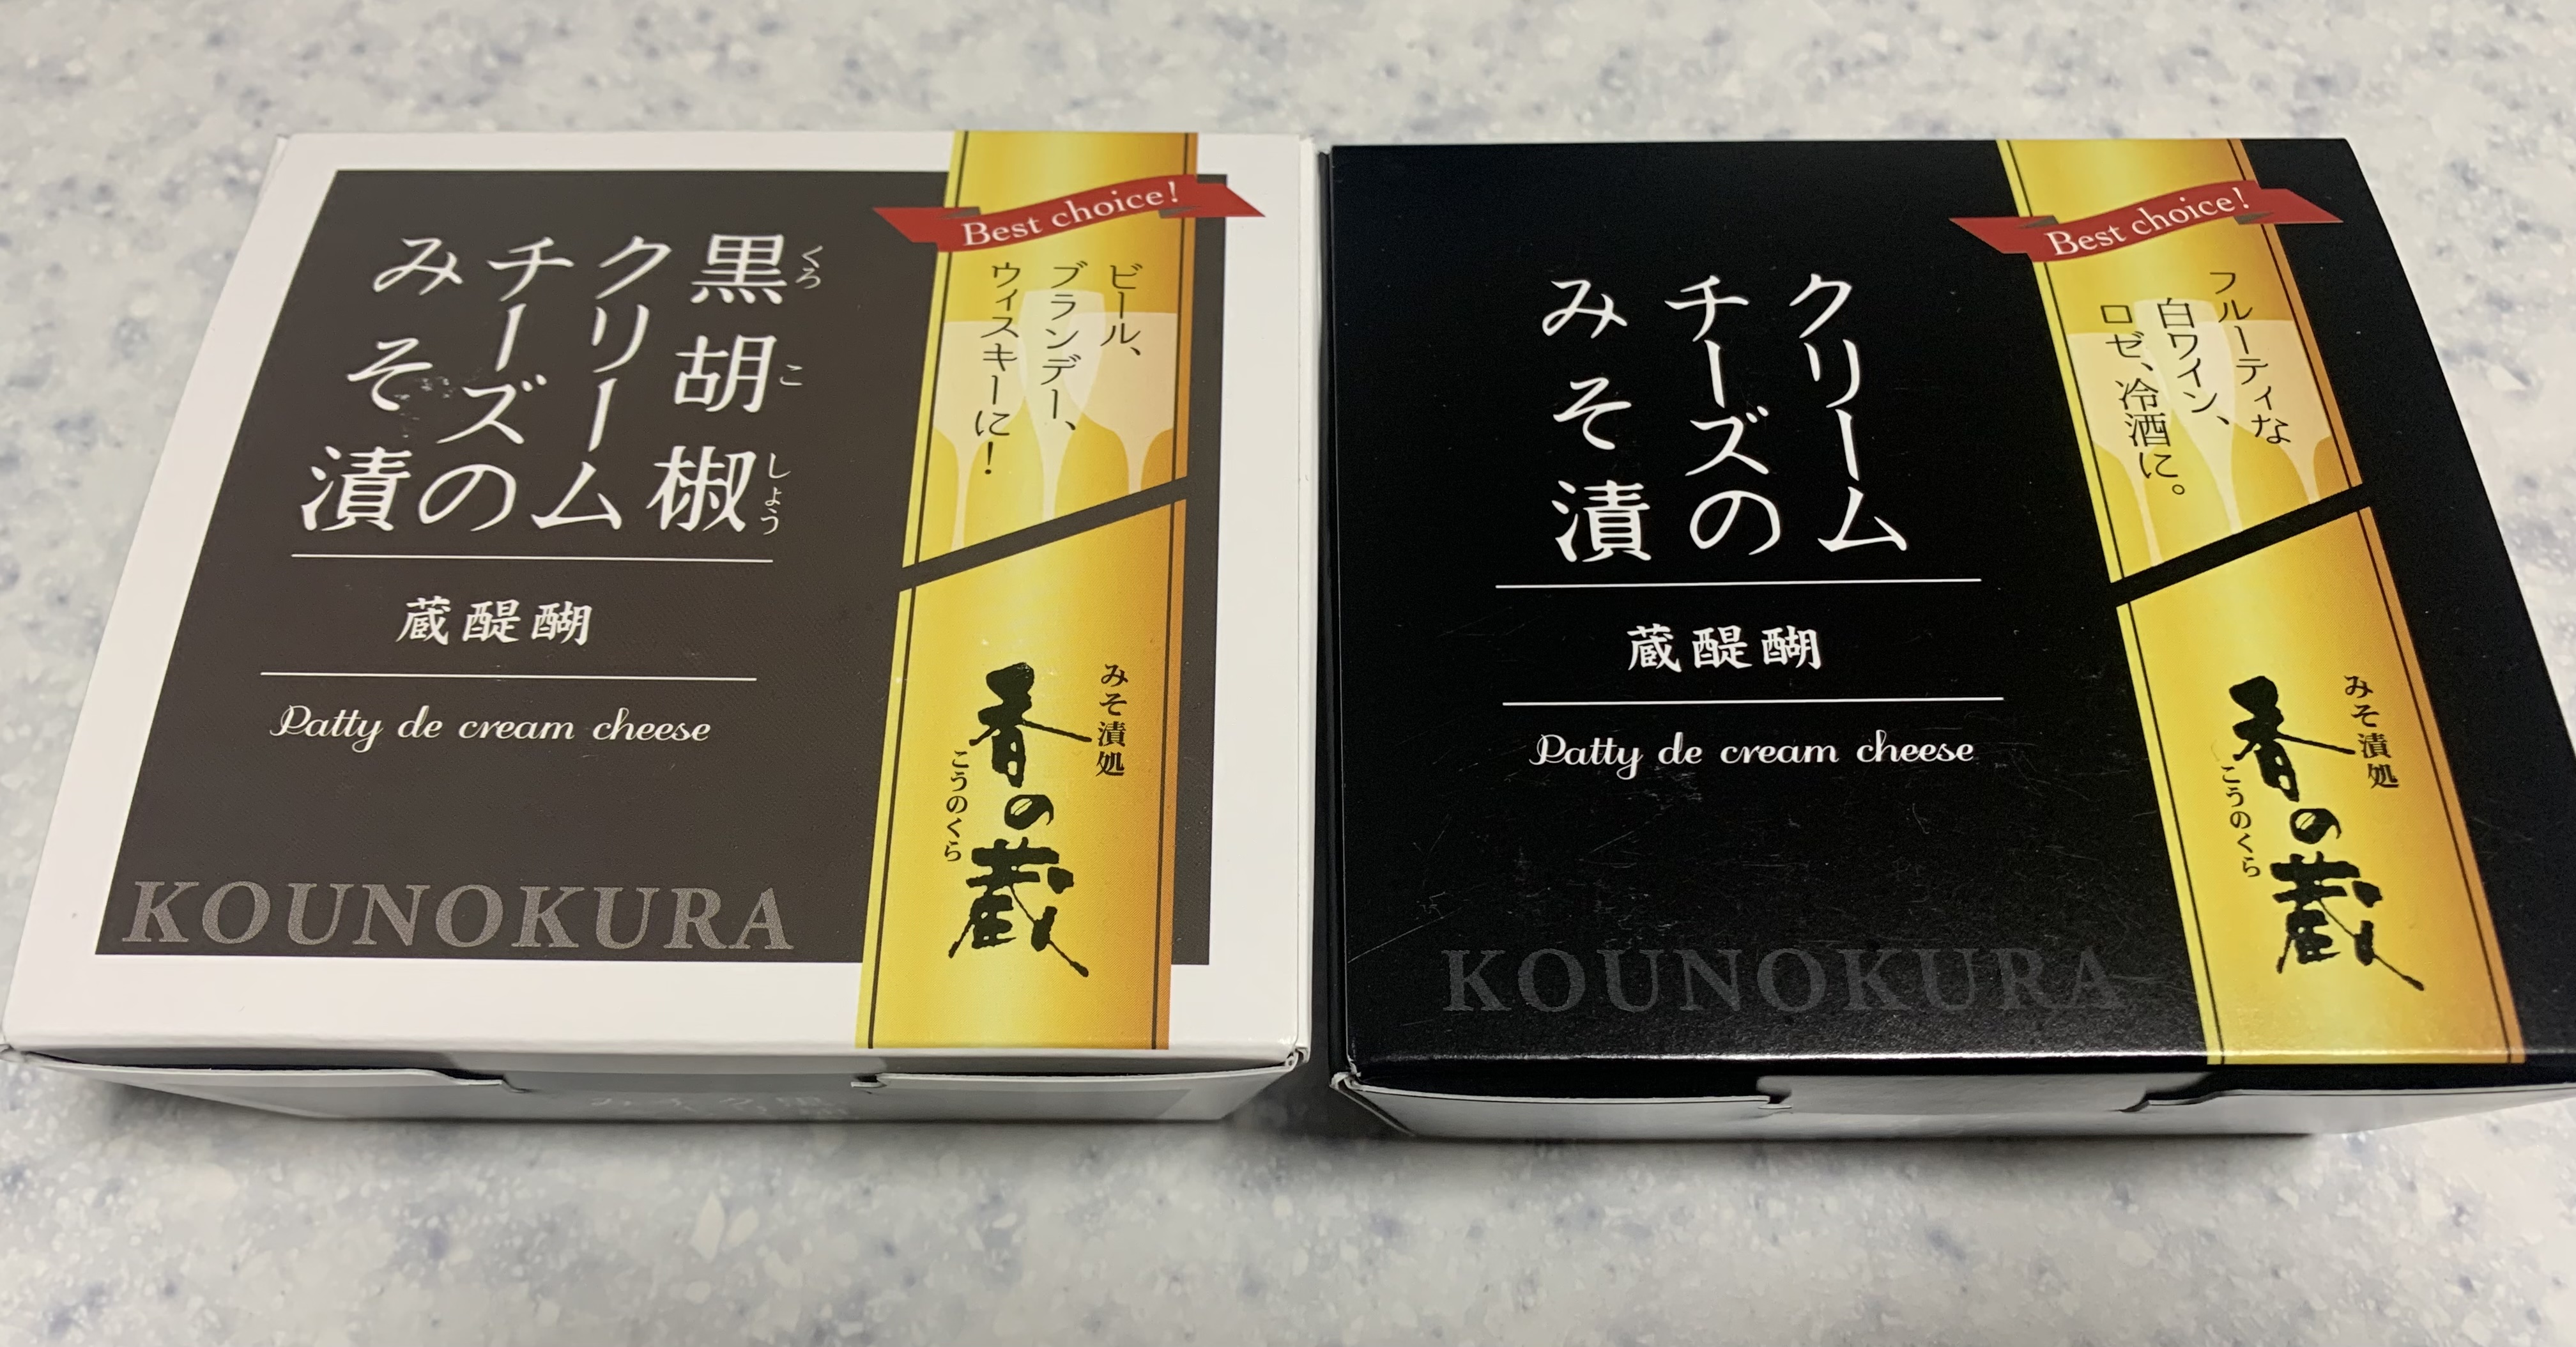 黒胡椒
くろこしょう
クリーム
チーズの
みそ漬
蔵醍醐
Patty de cream cheese
KOUNOKURA
Best choice!
ビール、
ブランデー、
ウィスキーに!
みそ漬処
香の蔵
こうのくら
クリーム
チーズの
みそ漬
蔵醍醐
Patty de cream cheese
KOUNOKURA
Best choice!
フルーティな
白ワイン、
ロゼ、冷酒に。
みそ漬処
香の蔵
こうのくら